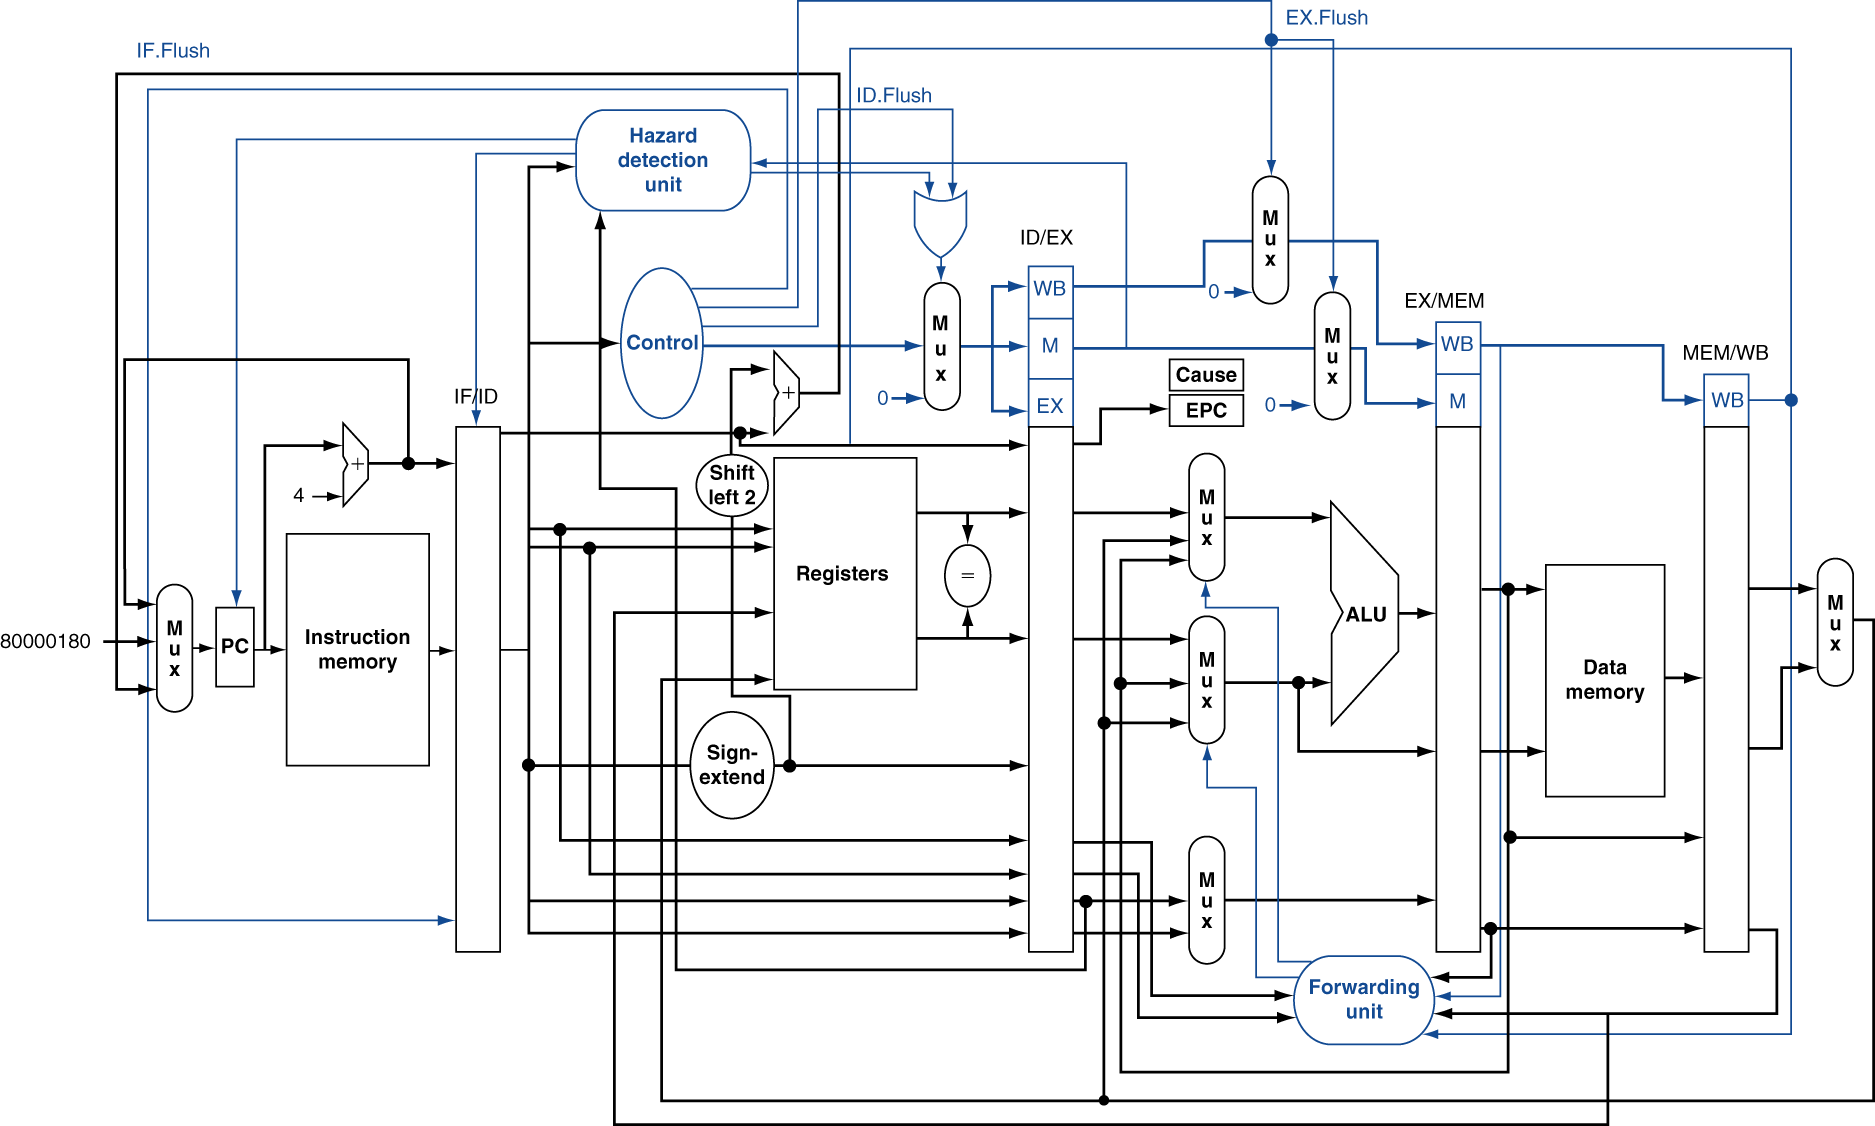 EX.Flush
IF.Flush
ID.Flush
Hazard
detection
unit
M
u
x
ID/EX
WB
0
EX/MEM
M
u
x
M
u
x
Control
M
WB
MEM/WB
Cause
IF/ID
0
EX
0
EPC
M
WB
+
+
4
Shift
left 2
M
u
x
Registers
=
80000180
M
u
x
PC
Instruction
memory
ALU
M
u
x
M
u
x
Data
memory
Sign-
extend
M
u
x
Forwarding
unit